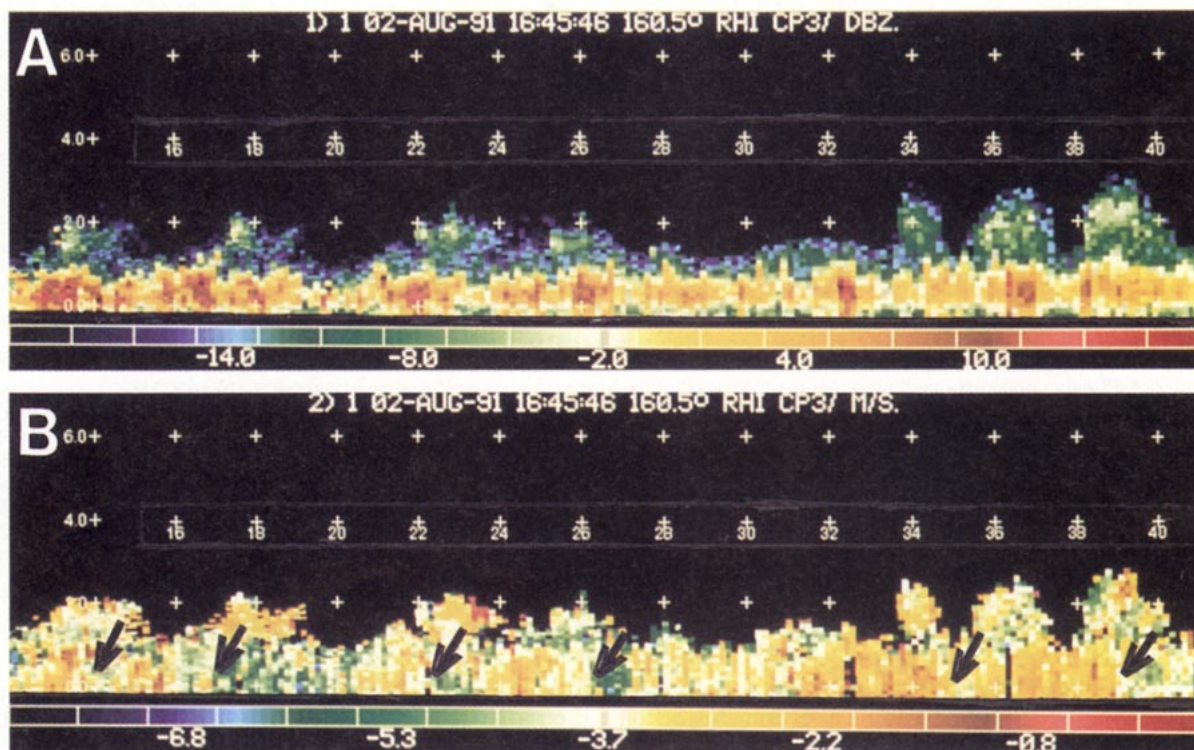 A
1) 1 02-AUG-91 16:45:46 160.5º RHI CP3/ DBZ.
6.0
4.0
16 18 20 22 24 26 28 30 32 34 36 38 40
2.0
0.0
-14.0 -8.0 -2.0 4.0 10.0
B
2) 1 02-AUG-91 16:45:46 160.5º RHI CP3/ M/S.
6.0
4.0
16 18 20 22 24 26 28 30 32 34 36 38 40
-6.8 -5.3 -3.7 -2.2 -0.8